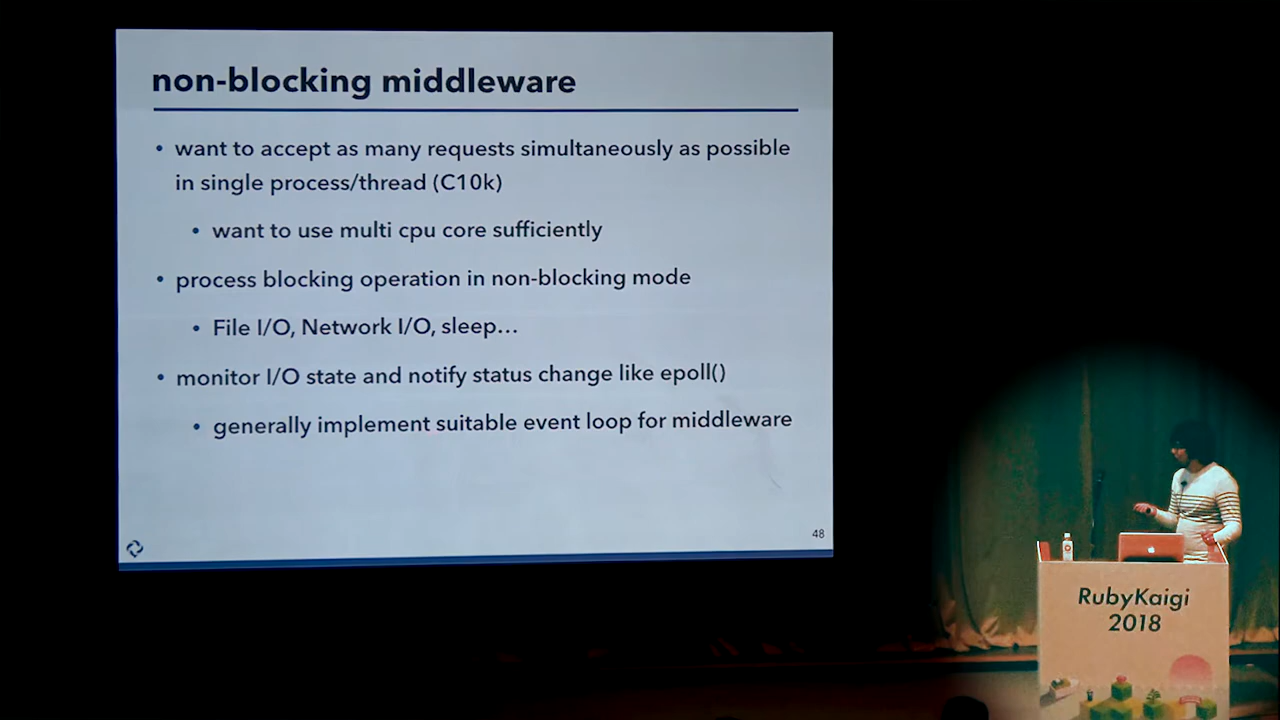 non-blocking middleware
• want to accept as many requests simultaneously as possible
in single process/thread (C10k)
• want to use multi cpu core sufficiently
• process blocking operation in non-blocking mode
• File I/O, Network I/O, sleep…
• monitor I/O state and notify status change like epoll()
• generally implement suitable event loop for middleware
48
RubyKaigi
2018